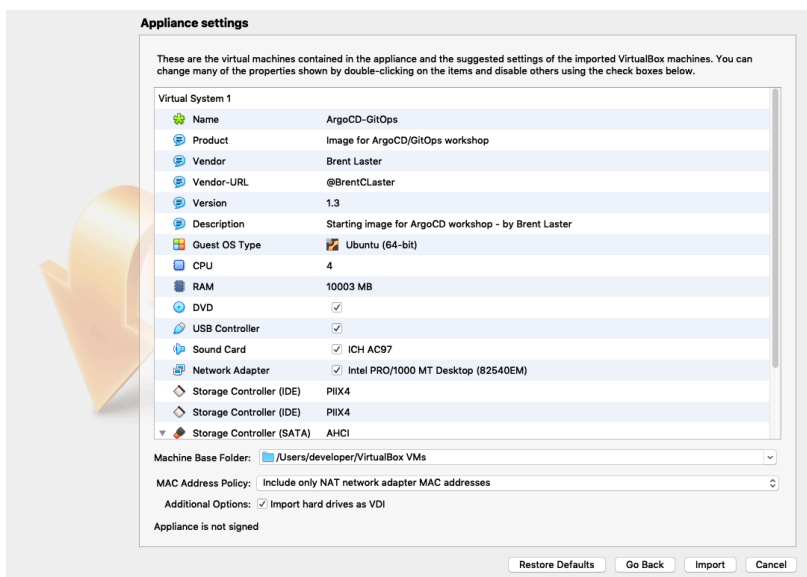 Appliance settings
These are the virtual machines contained in the appliance and the suggested settings of the imported VirtualBox machines. You can
change many of the properties shown by double-clicking on the items and disable others using the check boxes below.
Virtual System 1
Name ArgoCD-GitOps
Product Image for ArgoCD/GitOps workshop
Vendor Brent Laster
Vendor-URL @BrentCLaster
Version 1.3
Description Starting image for ArgoCD workshop - by Brent Laster
Guest OS Type Ubuntu (64-bit)
CPU 4
RAM 10003 MB
DVD
USB Controller
Sound Card ICH AC97
Network Adapter Intel PRO/1000 MT Desktop (82540EM)
Storage Controller (IDE) PIIX4
Storage Controller (IDE) PIIX4
Storage Controller (SATA) AHCI
Machine Base Folder: /Users/developer/VirtualBox VMs
MAC Address Policy: Include only NAT network adapter MAC addresses
Additional Options: Import hard drives as VDI
Appliance is not signed
Restore Defaults Go Back Import Cancel